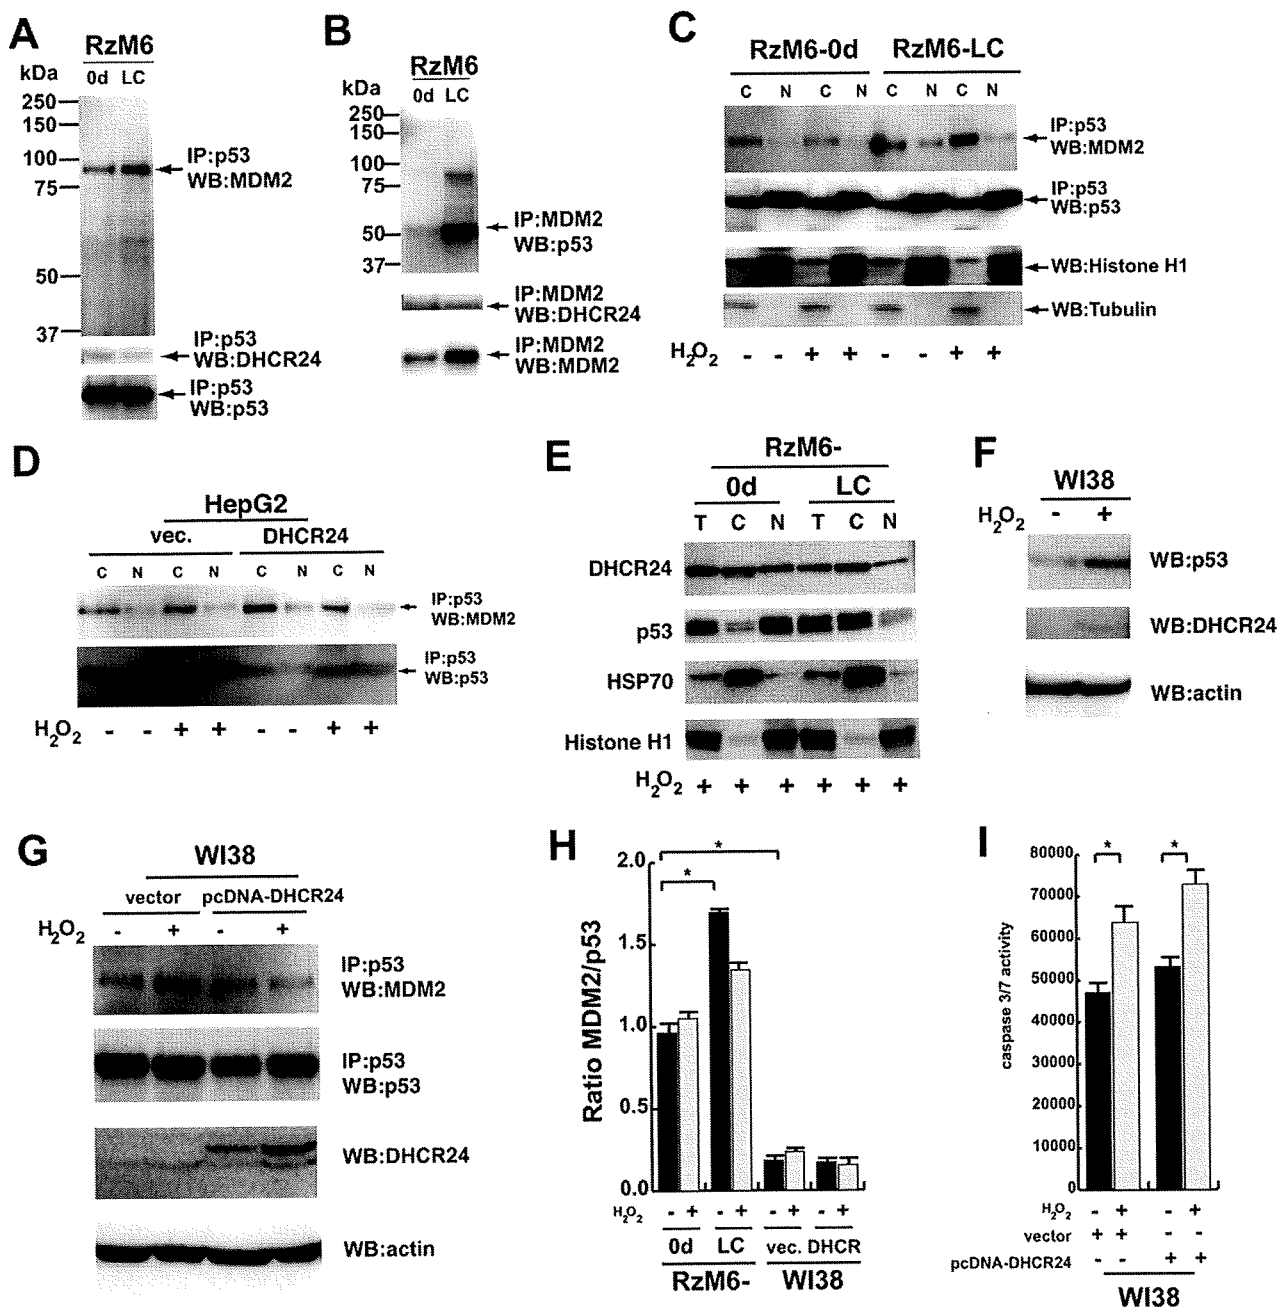 A
RzM6
kDa
0d LC
250
150
100
75
50
37
IP:p53
WB:MDM2
IP:p53
WB:DHCR24
IP:p53
WB:p53
B
RzM6
kDa
0d LC
250
150
100
75
50
37
IP:MDM2
WB:p53
IP:MDM2
WB:DHCR24
IP:MDM2
WB:MDM2
C
RzM6-0d RzM6-LC
C N C N C N C N
IP:p53
WB:MDM2
IP:p53
WB:p53
WB:Histone H1
WB:Tubulin
H₂O₂ - - + + - - + +
D
HepG2
vec. DHCR24
C N C N C N C N
IP:p53
WB:MDM2
IP:p53
WB:p53
H₂O₂ - - + + - - + +
E
RzM6-
0d LC
T C N T C N
DHCR24
p53
HSP70
Histone H1
H₂O₂ + + + + + +
F
WI38
H₂O₂ - +
WB:p53
WB:DHCR24
WB:actin
G
WI38
vector pcDNA-DHCR24
H₂O₂ - + - +
IP:p53
WB:MDM2
IP:p53
WB:p53
WB:DHCR24
WB:actin
H
Ratio MDM2/p53
2.0
1.5
1.0
0.5
0.0
* *
H₂O₂ - + - + - + - +
0d LC vec. DHCR
RzM6- WI38
I
caspase 3/7 activity
80000
70000
60000
50000
40000
30000
20000
10000
0
* *
H₂O₂ - + - +
vector + + - -
pcDNA-DHCR24 - - + +
WI38